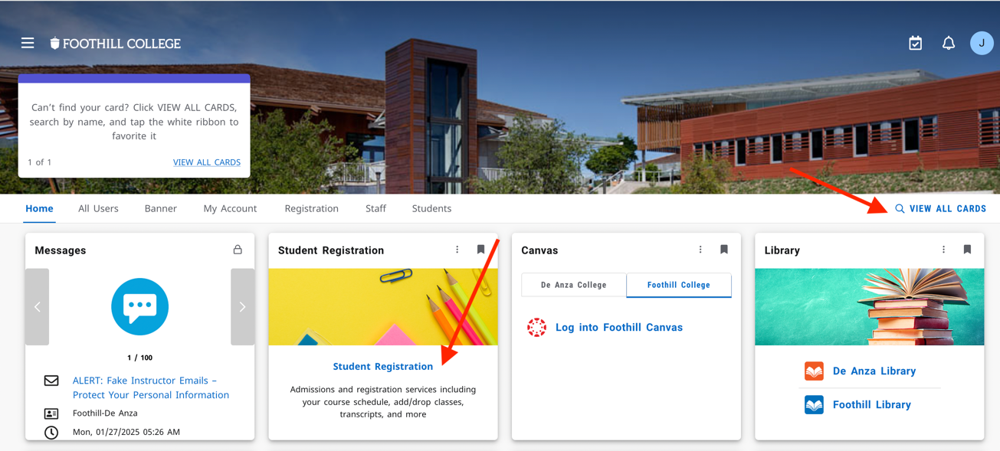 FOOTHILL COLLEGE
J
Can't find your card? Click VIEW ALL CARDS,
search by name, and tap the white ribbon to
favorite it
1 of 1
VIEW ALL CARDS
Home
All Users
Banner
My Account
Registration
Staff
Students
VIEW ALL CARDS
Messages
1 / 100
ALERT: Fake Instructor Emails –
Protect Your Personal Information
Foothill-De Anza
Mon, 01/27/2025 05:26 AM
Student Registration
Student Registration
Admissions and registration services including
your course schedule, add/drop classes,
transcripts, and more
Canvas
De Anza College
Foothill College
Log into Foothill Canvas
Library
De Anza Library
Foothill Library